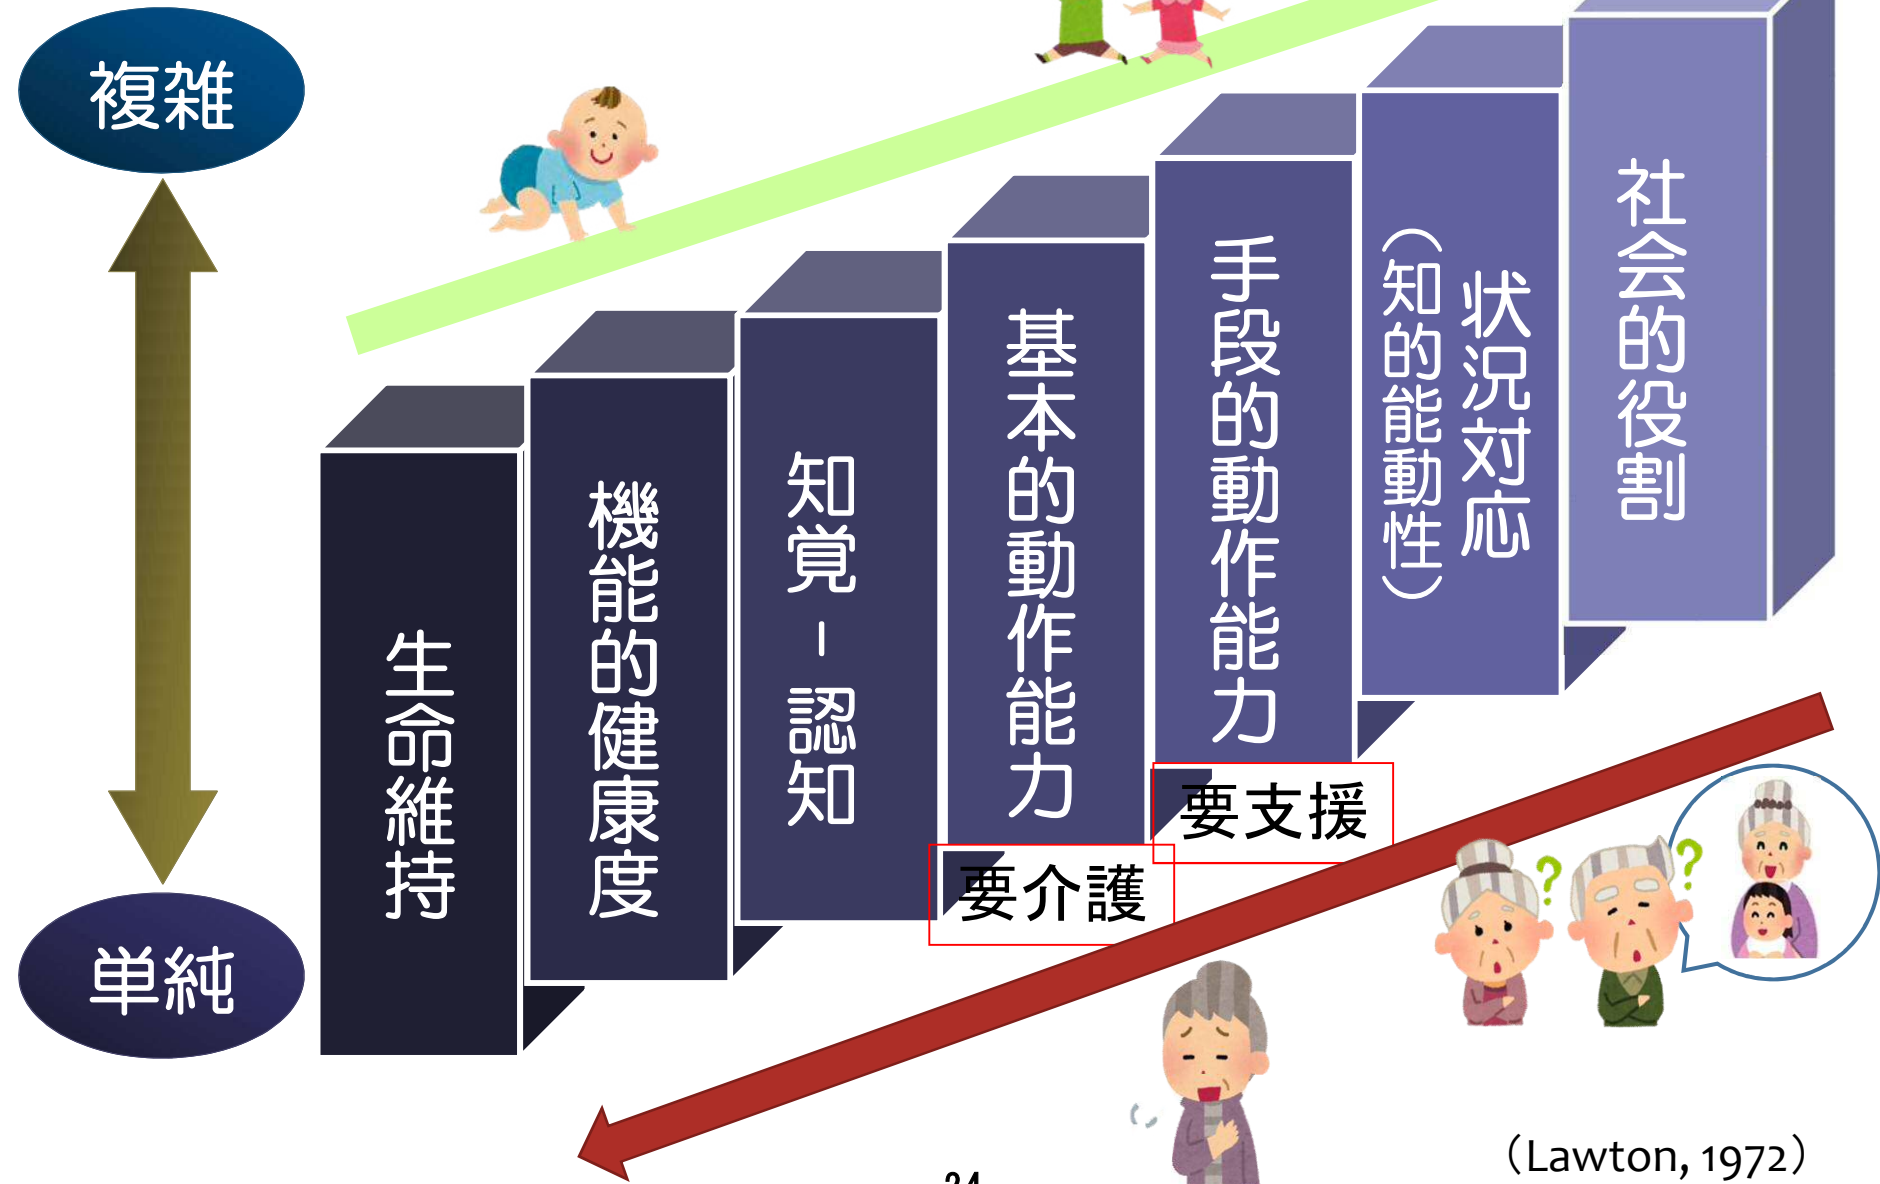 複雑
単純
生命維持
機能的健康度
知覚-認知
基本的動作能力
手段的動作能力
状況対応
（知的能動性）
社会的役割
要支援
要介護
?
?
（Lawton, 1972）